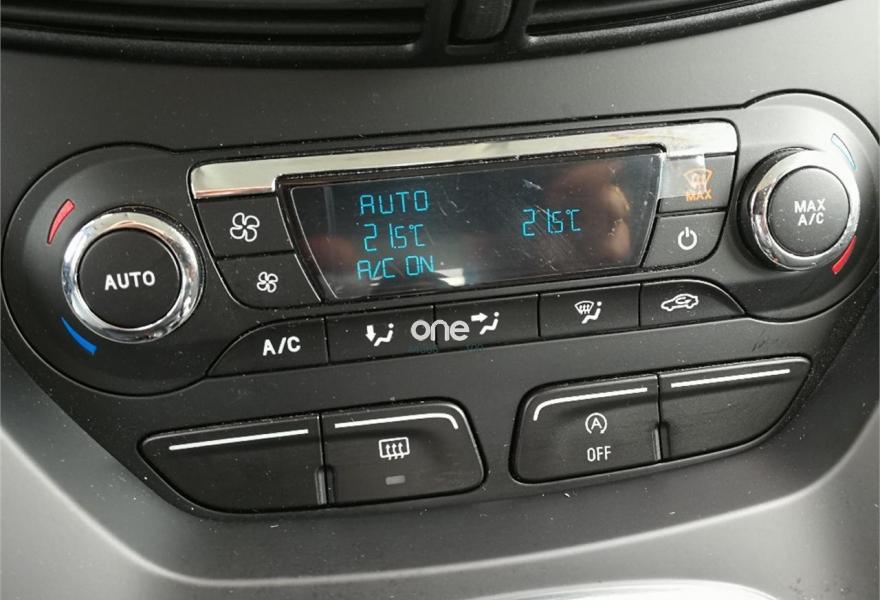 AUTO
21.5°C
21.5°C
A/C ON
MAX
MAX
A/C
AUTO
A/C
one
A
OFF